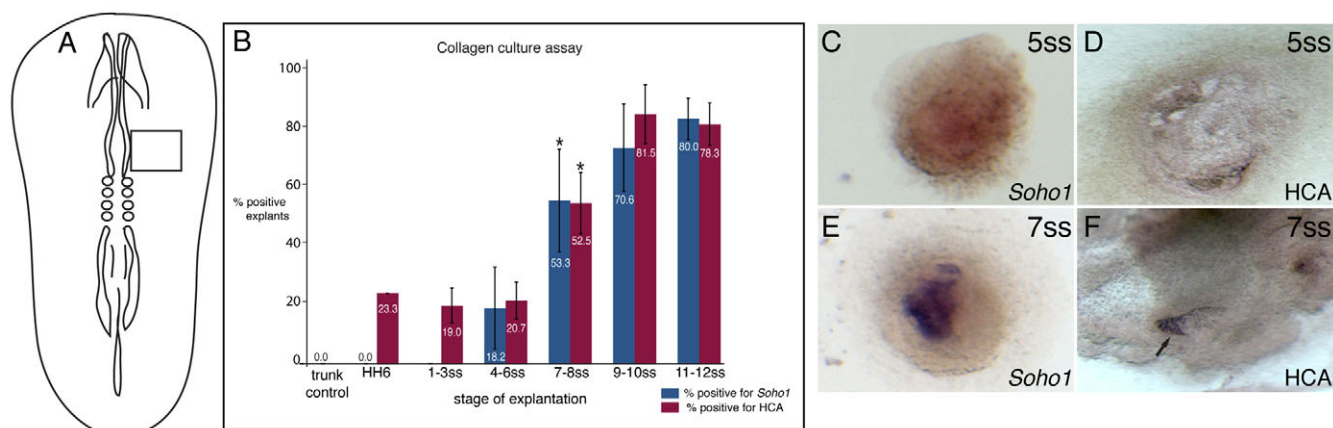 A
B
Collagen culture assay
100
80
60
40
20
0
% positive
explants
0.0
0.0
23.3
19.0
18.2
20.7
*
53.3
*
52.5
70.6
81.5
80.0
78.3
trunk
control
HH6
1-3ss
4-6ss
7-8ss
9-10ss
11-12ss
stage of explantation
% positive for Soho1
% positive for HCA
C
5ss
Soho1
D
5ss
HCA
E
7ss
Soho1
F
7ss
HCA